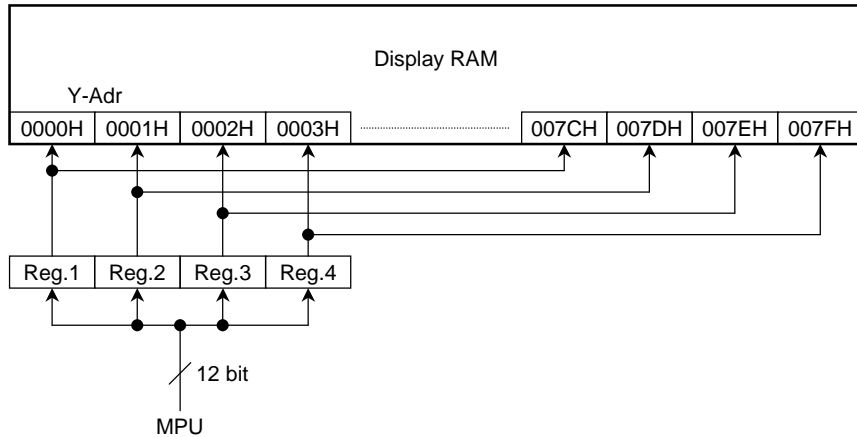 Display RAM
Y-Adr
0000H 0001H 0002H 0003H 007CH 007DH 007EH 007FH
Reg.1 Reg.2 Reg.3 Reg.4
12 bit
MPU